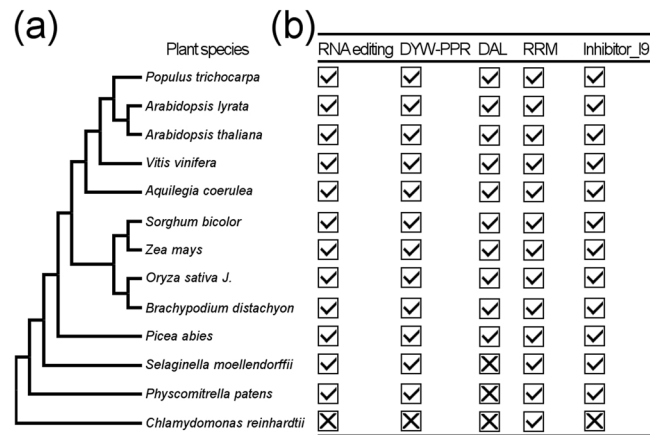 (a)
(b)
Plant species
RNA editing DYW-PPR DAL RRM Inhibitor_I9
Populus trichocarpa
Arabidopsis lyrata
Arabidopsis thaliana
Vitis vinifera
Aquilegia coerulea
Sorghum bicolor
Zea mays
Oryza sativa J.
Brachypodium distachyon
Picea abies
Selaginella moellendorffii
Physcomitrella patens
Chlamydomonas reinhardtii